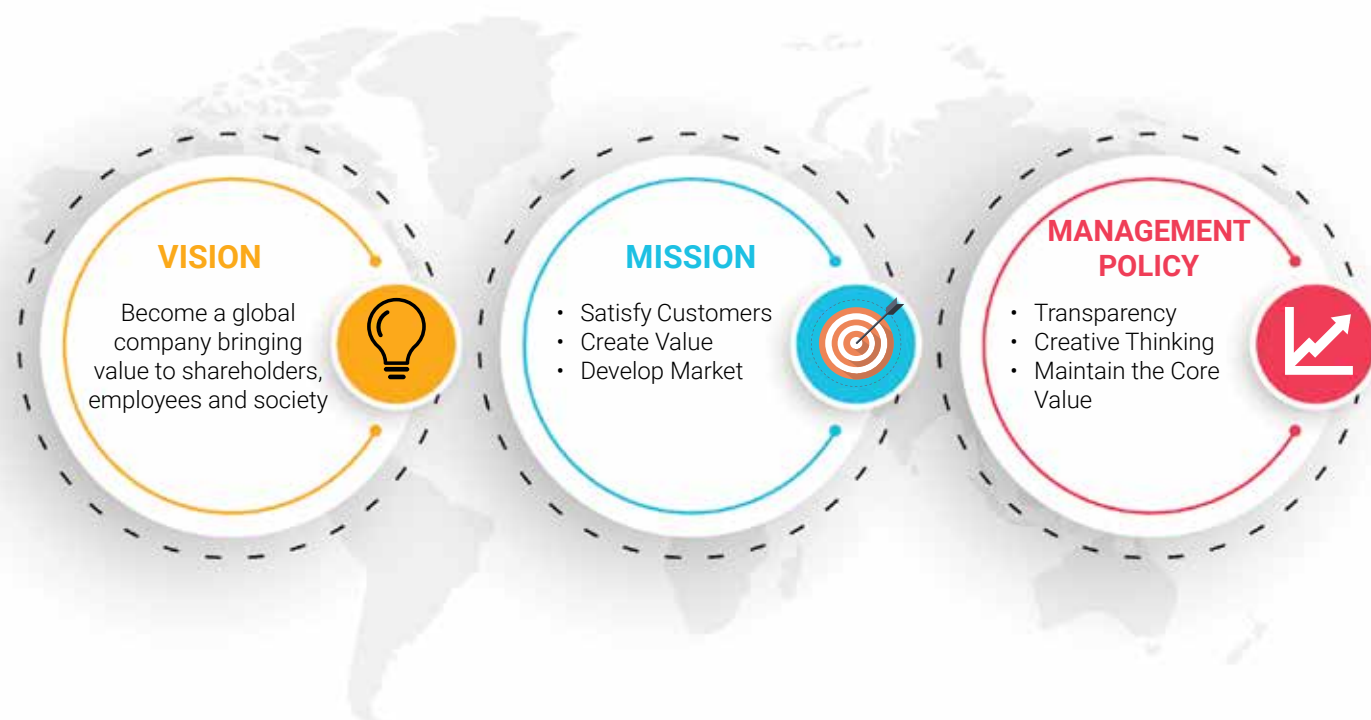 VISION
Become a global
company bringing
value to shareholders,
employees and society
MISSION
• Satisfy Customers
• Create Value
• Develop Market
MANAGEMENT
POLICY
• Transparency
• Creative Thinking
• Maintain the Core
Value